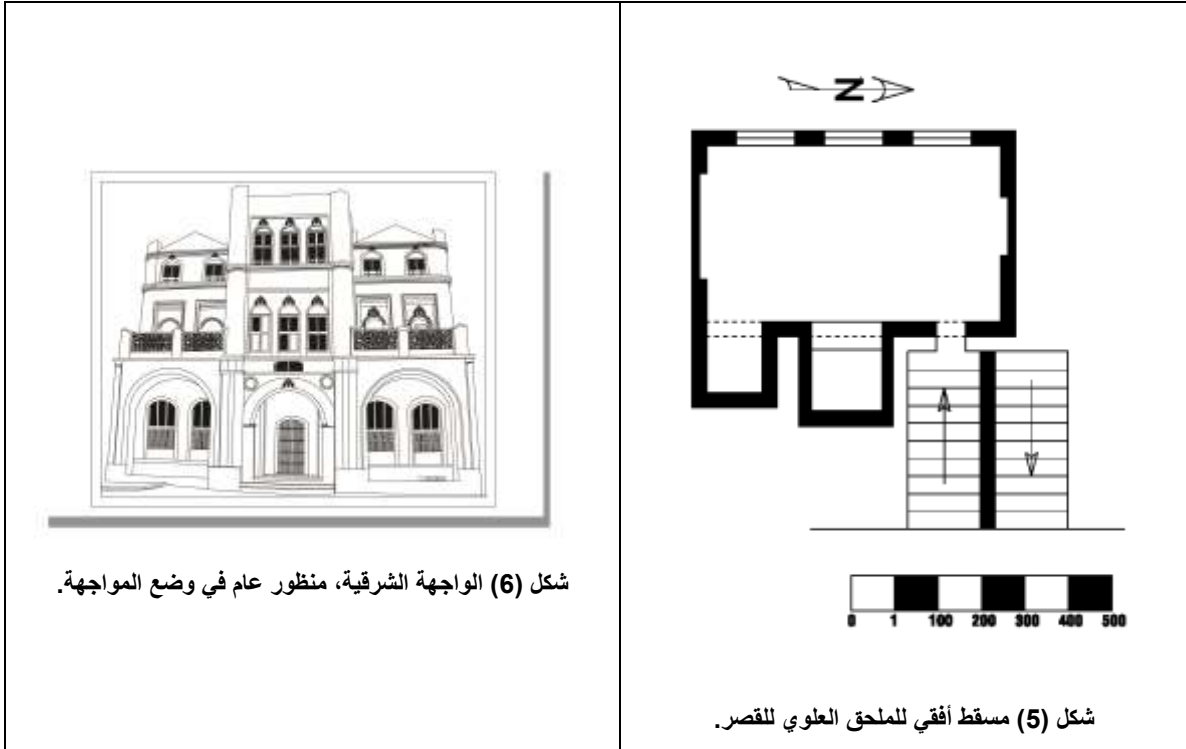 N
0 1 100 200 300 400 500
شكل (5) مسقط أفقي للملحق العلوي للقصر.
شكل (6) الواجهة الشرقية، منظور عام في وضع المواجهة.